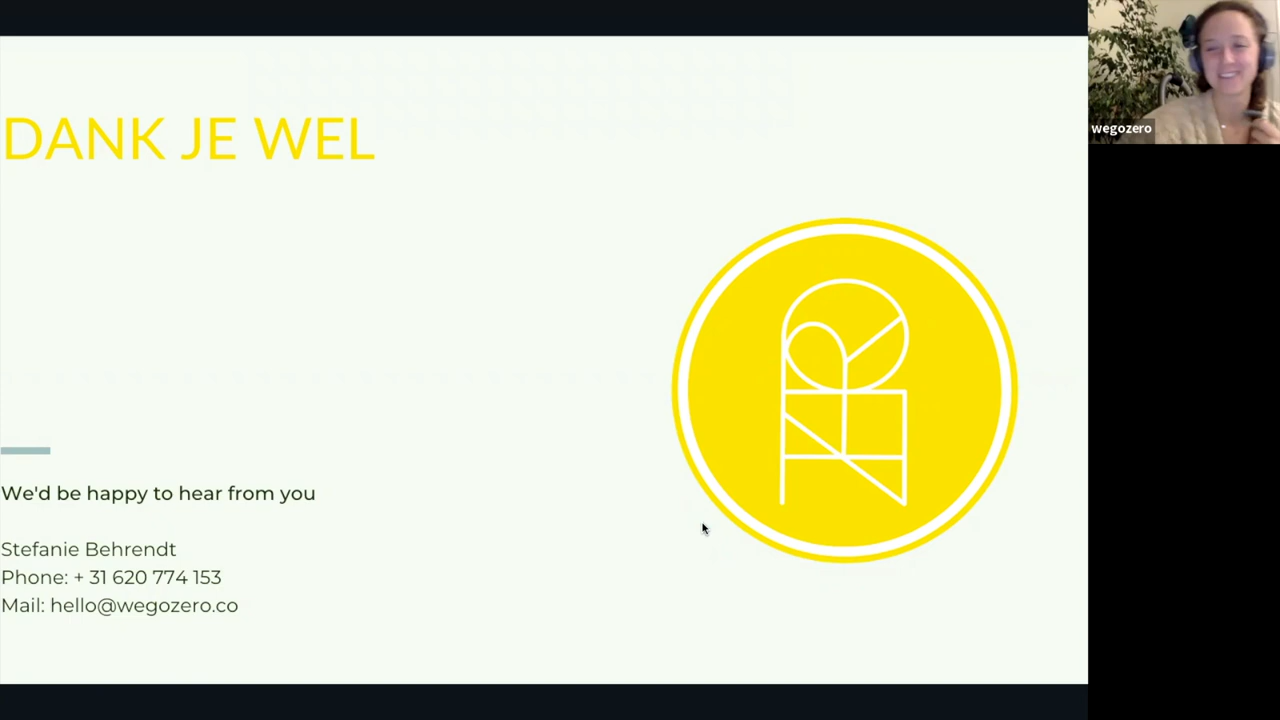 DANK JE WEL
wegozero
We'd be happy to hear from you
Stefanie Behrendt
Phone: + 31 620 774 153
Mail: hello@wegozero.co